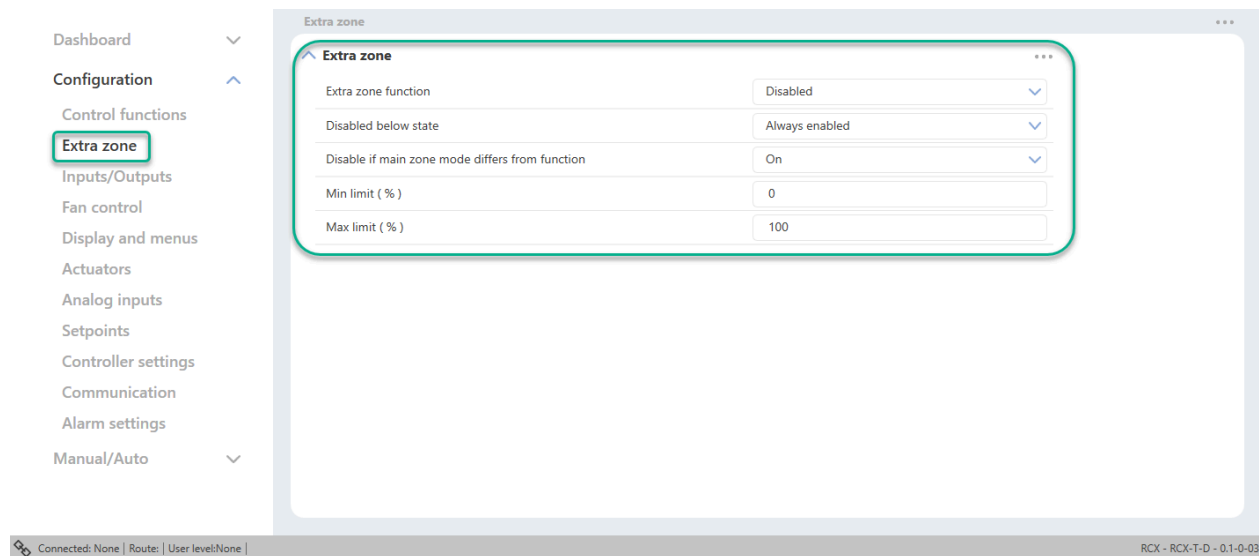 Dashboard
Configuration
Control functions
Extra zone
Inputs/Outputs
Fan control
Display and menus
Actuators
Analog inputs
Setpoints
Controller settings
Communication
Alarm settings
Manual/Auto
Extra zone
Extra zone
Extra zone function Disabled
Disabled below state Always enabled
Disable if main zone mode differs from function On
Min limit ( % ) 0
Max limit ( % ) 100
Connected: None | Route: | User level:None | RCX - RCX-T-D - 0.1-0-03